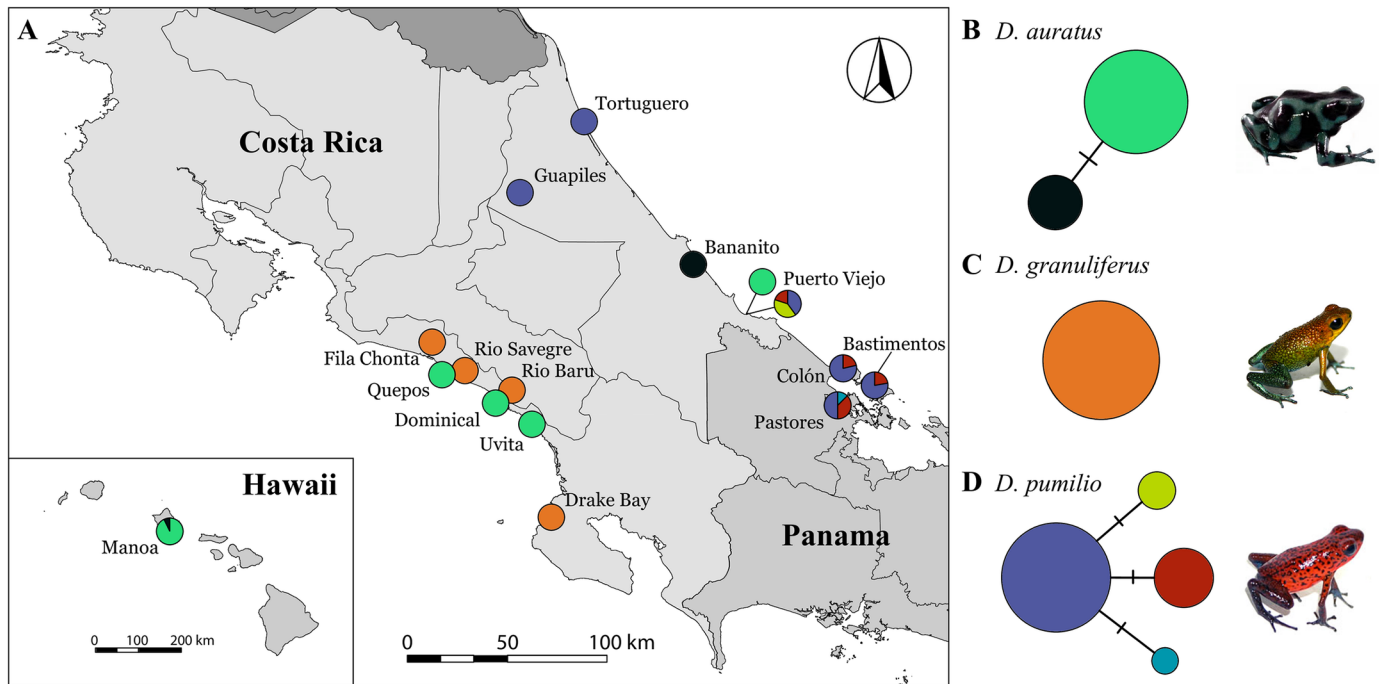 A
Costa Rica
Tortuguero
Guapiles
Bananito
Puerto Viejo
Bastimentos
Colón
Pastores
Fila Chonta
Rio Savegre
Rio Baru
Quepos
Dominical
Uvita
Drake Bay
Panama
Hawaii
Manoa
0 100 200 km
0 50 100 km
B D. auratus
C D. granuliferus
D D. pumilio